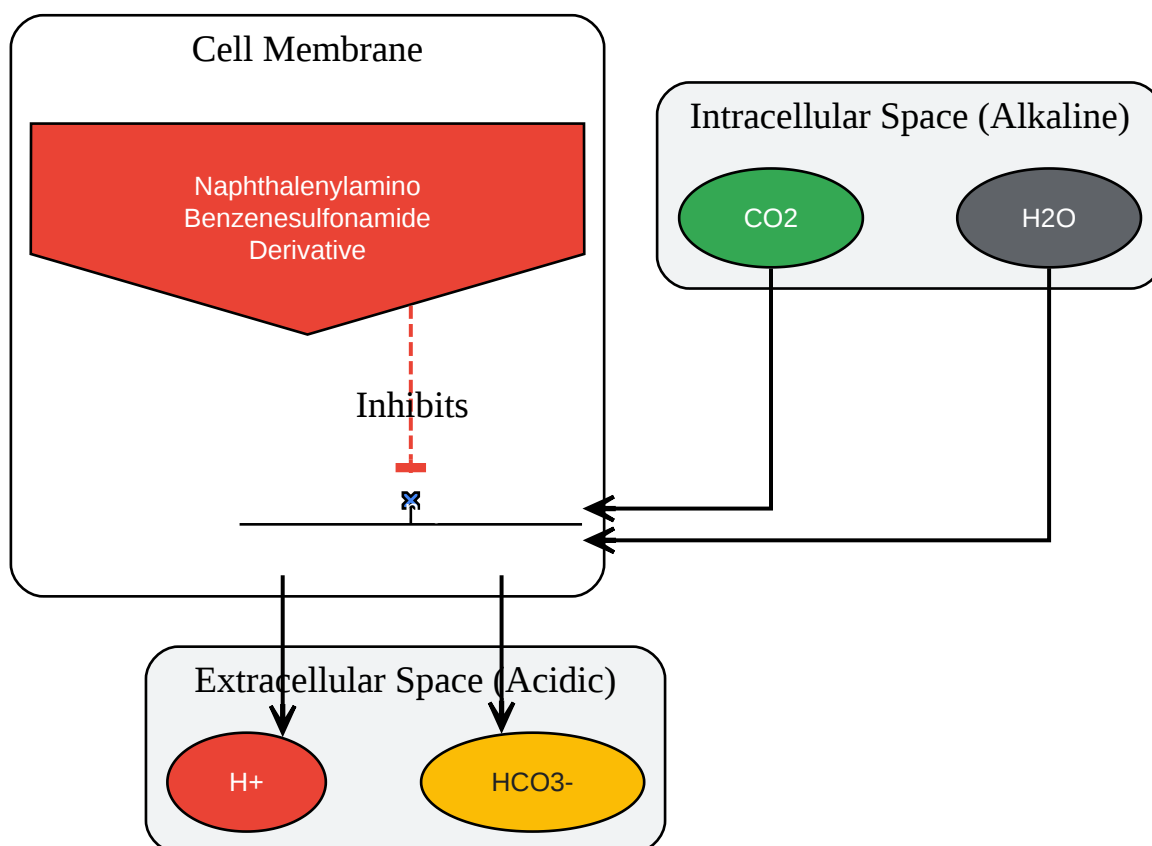 Cell Membrane
Intracellular Space (Alkaline)
Naphthalenylamino
Benzenesulfonamide
Derivative
CO2
H2O
Inhibits
Extracellular Space (Acidic)
H+
HCO3-